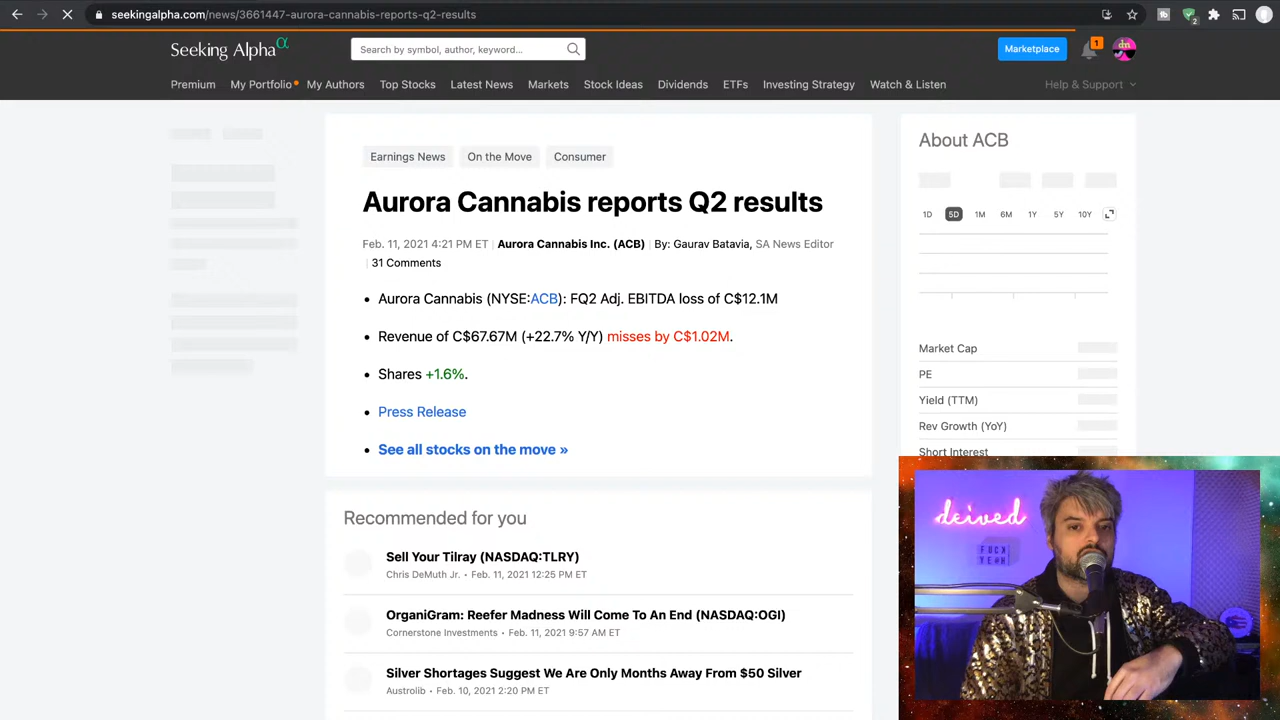 seekingalpha.com/news/3661447-aurora-cannabis-reports-q2-results
2
Seeking Alpha α
Search by symbol, author, keyword...
Marketplace
1
dn
Premium My Portfolio My Authors Top Stocks Latest News Markets Stock Ideas Dividends ETFs Investing Strategy Watch & Listen Help & Support
Earnings News On the Move Consumer
Aurora Cannabis reports Q2 results
Feb. 11, 2021 4:21 PM ET | Aurora Cannabis Inc. (ACB) | By: Gaurav Batavia, SA News Editor
| 31 Comments
• Aurora Cannabis (NYSE:ACB): FQ2 Adj. EBITDA loss of C$12.1M
• Revenue of C$67.67M (+22.7% Y/Y) misses by C$1.02M.
• Shares +1.6%.
• Press Release
• See all stocks on the move »
Recommended for you
Sell Your Tilray (NASDAQ:TLRY)
Chris DeMuth Jr. • Feb. 11, 2021 12:25 PM ET
OrganiGram: Reefer Madness Will Come To An End (NASDAQ:OGI)
Cornerstone Investments • Feb. 11, 2021 9:57 AM ET
Silver Shortages Suggest We Are Only Months Away From $50 Silver
Austrolib • Feb. 10, 2021 2:20 PM ET
About ACB
1D 5D 1M 6M 1Y 5Y 10Y
Market Cap
PE
Yield (TTM)
Rev Growth (YoY)
Short Interest
deived
FUCK
YEAH